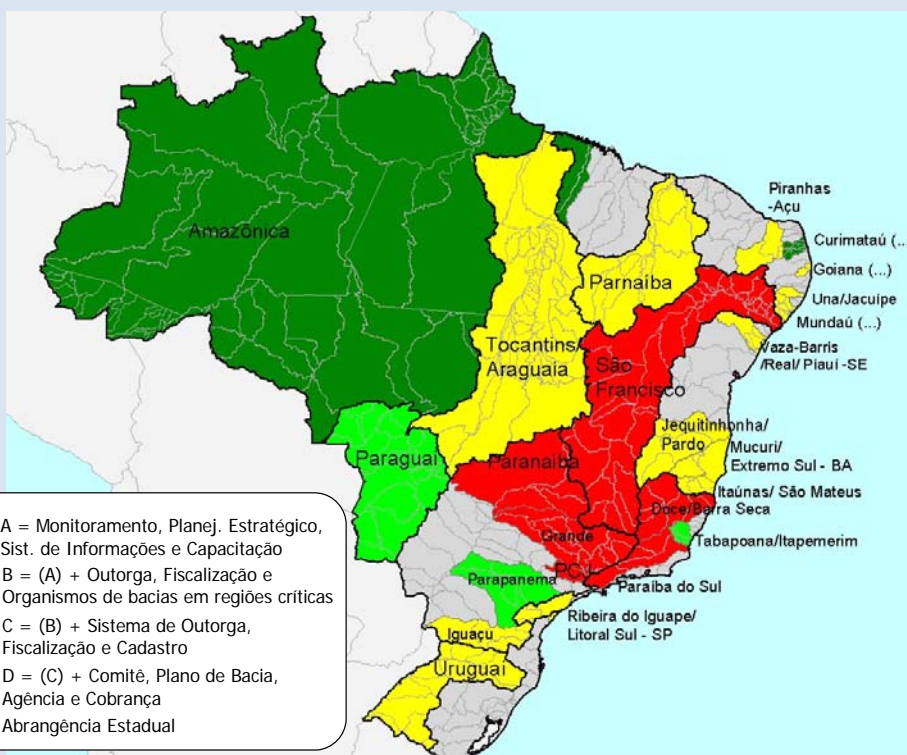 Piranhas
-Açu
Curimataú (...
Goiana (...)
Una/Jacuípe
Mundaú (...)
Vaza-Barris
/Real/ Piauí -SE
Amazônica
Parnaíba
Tocantins/
Araguaia
São
Francisco
Jequitinhonha/
Pardo
Mucuri/
Extremo Sul - BA
Itaúnas/ São Mateus
Doce/Barra Seca
Tabapoana/Itapemerim
Paraguai
Paranaíba
Grande
PCJ
Paraíba do Sul
Parapanema
Ribeira do Iguape/
Litoral Sul - SP
Iguaçu
Uruguai
A = Monitoramento, Planej. Estratégico,
Sist. de Informações e Capacitação
B = (A) + Outorga, Fiscalização e
Organismos de bacias em regiões críticas
C = (B) + Sistema de Outorga,
Fiscalização e Cadastro
D = (C) + Comitê, Plano de Bacia,
Agência e Cobrança
Abrangência Estadual